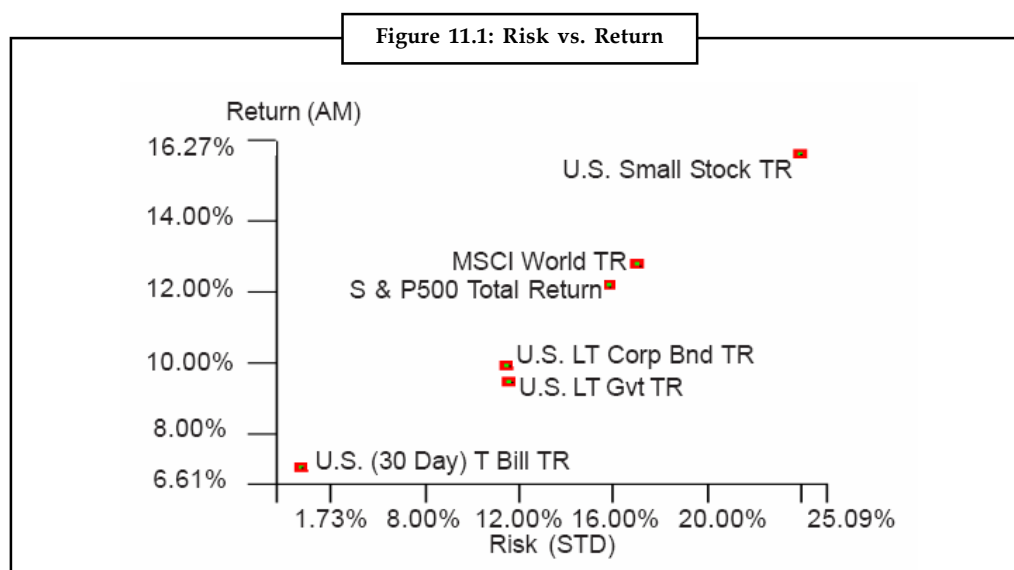 Figure 11.1: Risk vs. Return
Return (AM)
16.27%
U.S. Small Stock TR
14.00%
MSCI World TR
12.00%
S & P500 Total Return
10.00%
U.S. LT Corp Bnd TR
U.S. LT Gvt TR
8.00%
U.S. (30 Day) T Bill TR
6.61%
1.73% 8.00% 12.00% 16.00% 20.00% 25.09%
Risk (STD)